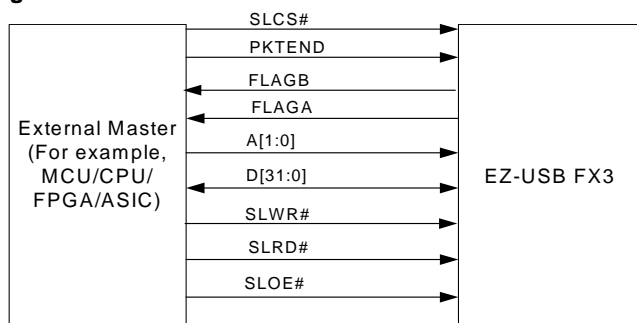 SLCS#
PKTEND
FLAGB
FLAGA
A[1:0]
D[31:0]
SLWR#
SLRD#
SLOE#
External Master
(For example,
MCU/CPU/
FPGA/ASIC)
EZ-USB FX3